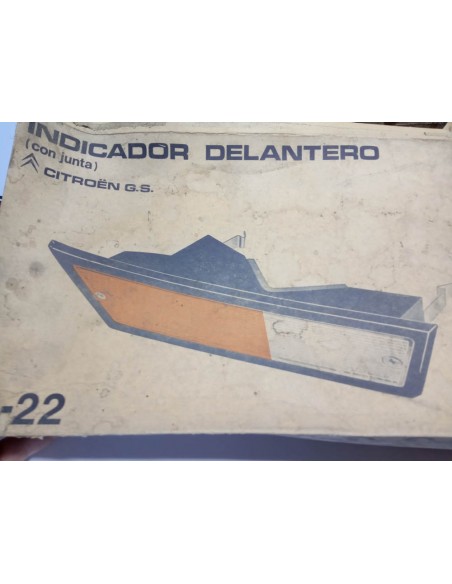 INDICADOR DELANTERO
(con junta)
CITROËN G.S.
-22